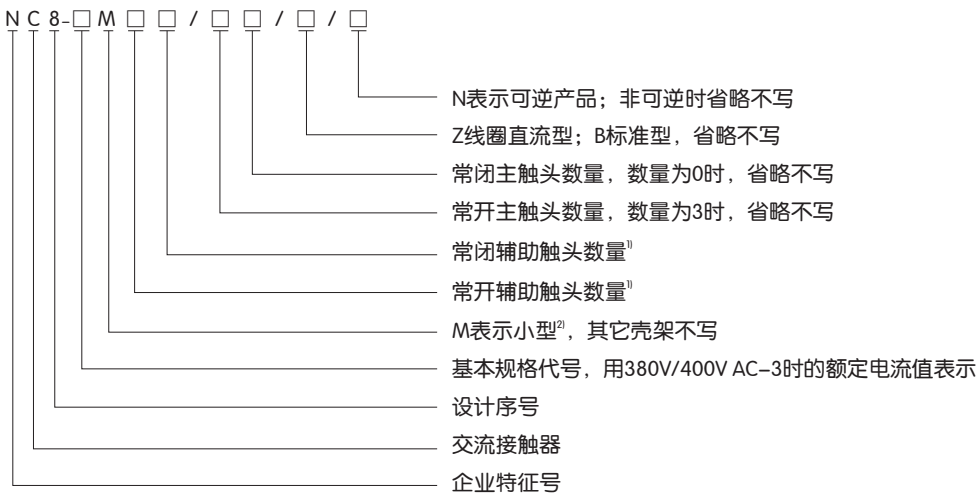 NC8-□M□□/□□/□/□
N表示可逆产品；非可逆时省略不写
Z线圈直流型；B标准型，省略不写
常闭主触头数量，数量为0时，省略不写
常开主触头数量，数量为3时，省略不写
常闭辅助触头数量¹⁾
常开辅助触头数量¹⁾
M表示小型²⁾，其它壳架不写
基本规格代号，用380V/400V AC-3时的额定电流值表示
设计序号
交流接触器
企业特征号